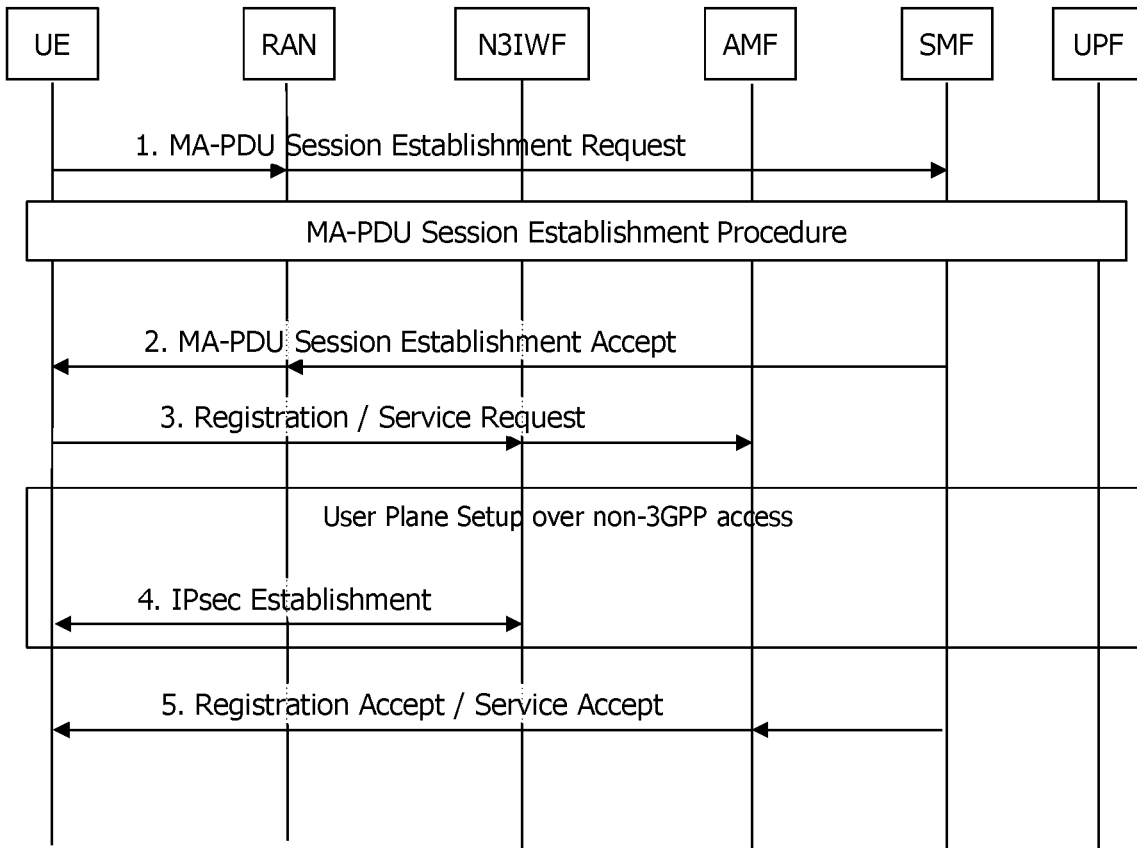 UE
RAN
N3IWF
AMF
SMF
UPF
1. MA-PDU Session Establishment Request
MA-PDU Session Establishment Procedure
2. MA-PDU Session Establishment Accept
3. Registration / Service Request
User Plane Setup over non-3GPP access
4. IPsec Establishment
5. Registration Accept / Service Accept